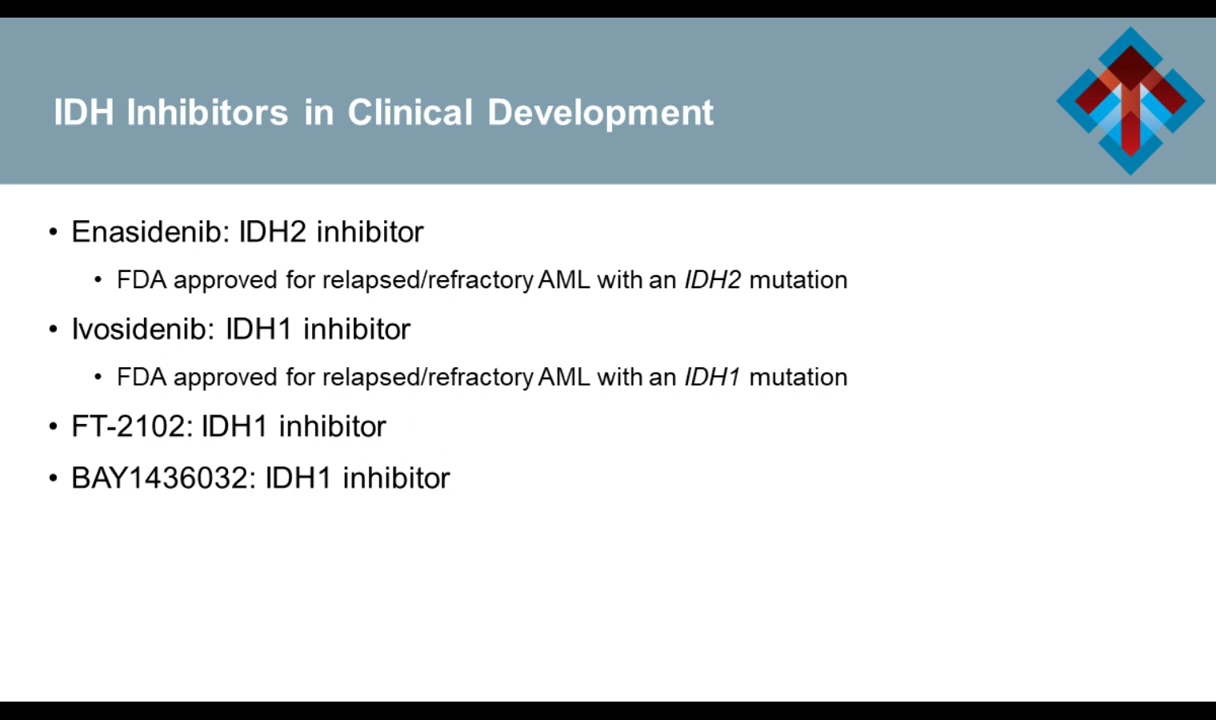 IDH Inhibitors in Clinical Development
• Enasidenib: IDH2 inhibitor
• FDA approved for relapsed/refractory AML with an IDH2 mutation
• Ivosidenib: IDH1 inhibitor
• FDA approved for relapsed/refractory AML with an IDH1 mutation
• FT-2102: IDH1 inhibitor
• BAY1436032: IDH1 inhibitor